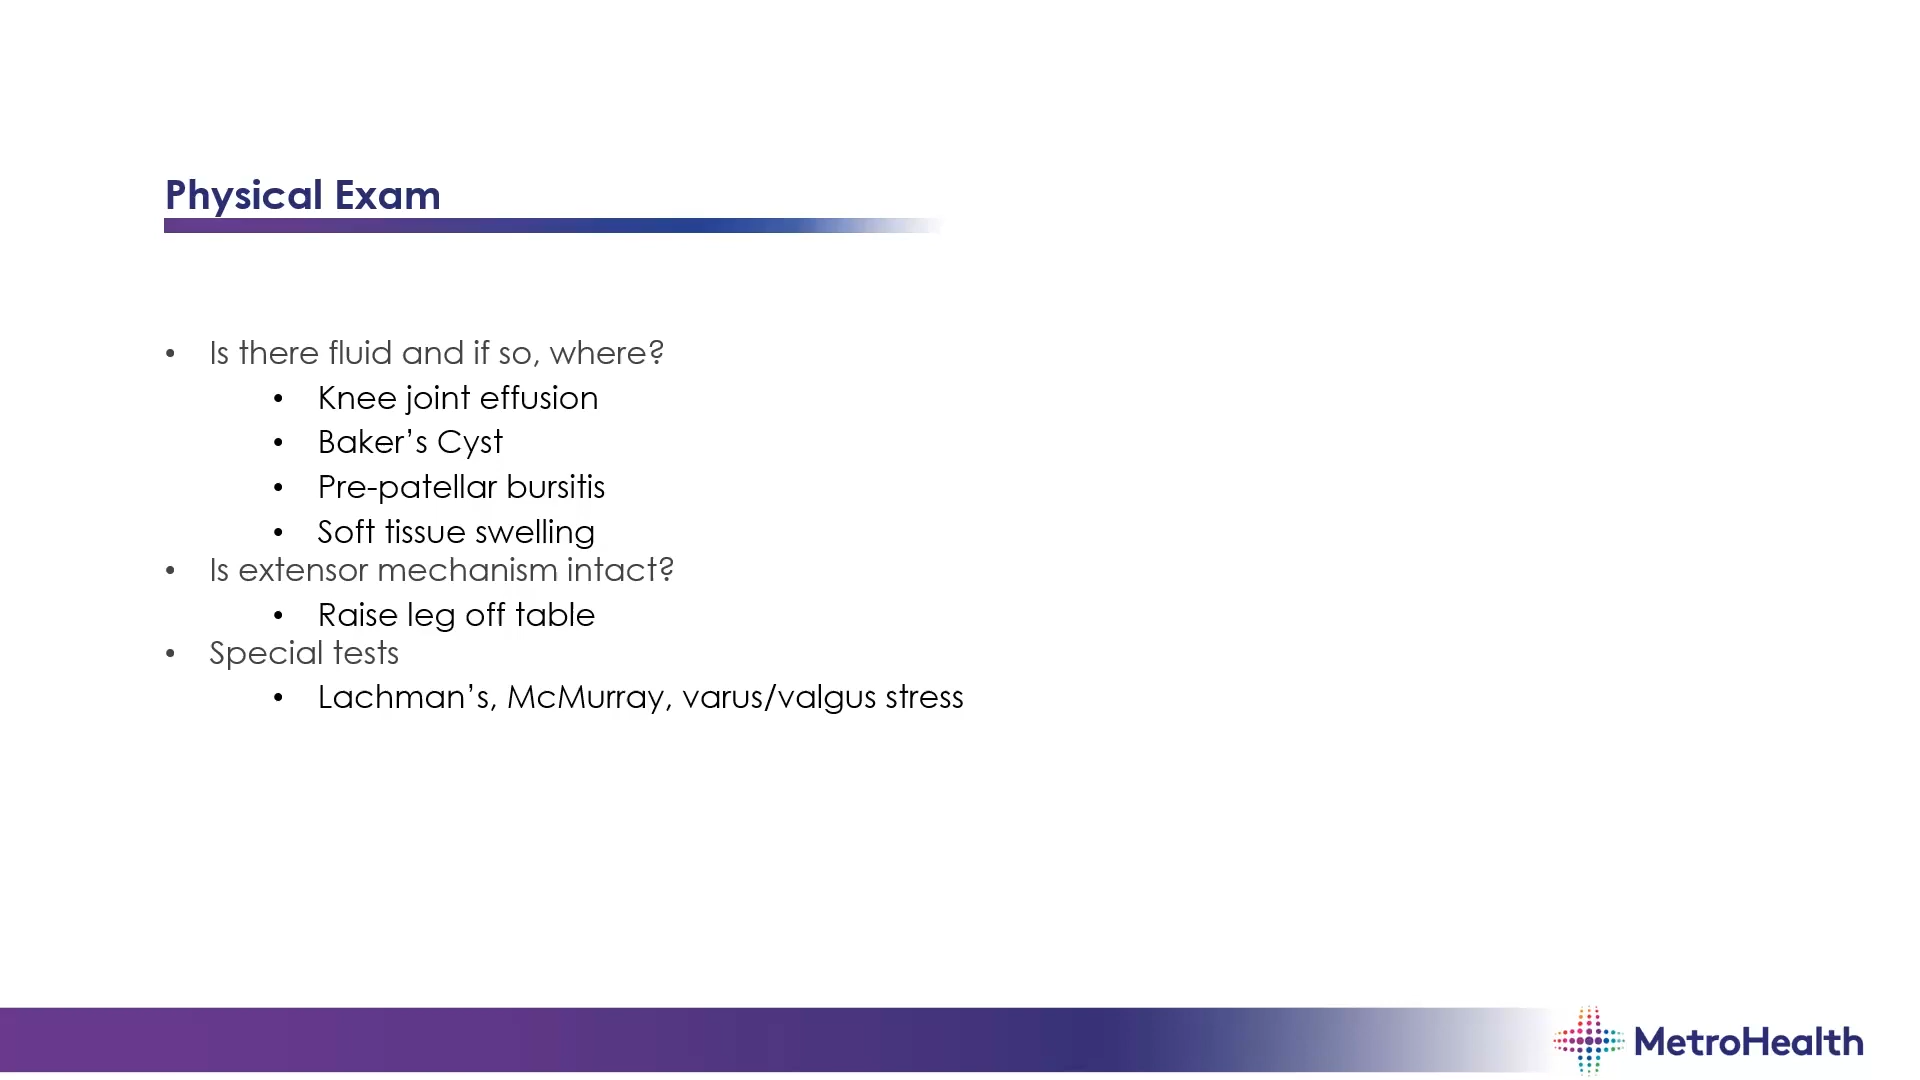 Physical Exam
• Is there fluid and if so, where?
• Knee joint effusion
• Baker’s Cyst
• Pre-patellar bursitis
• Soft tissue swelling
• Is extensor mechanism intact?
• Raise leg off table
• Special tests
• Lachman’s, McMurray, varus/valgus stress
MetroHealth